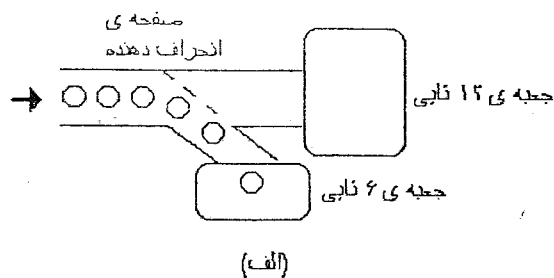 صفحه ی
انحراف دهنده
جعبه ی ۱۲ تایی
جعبه ی ۶ تایی
(الف)